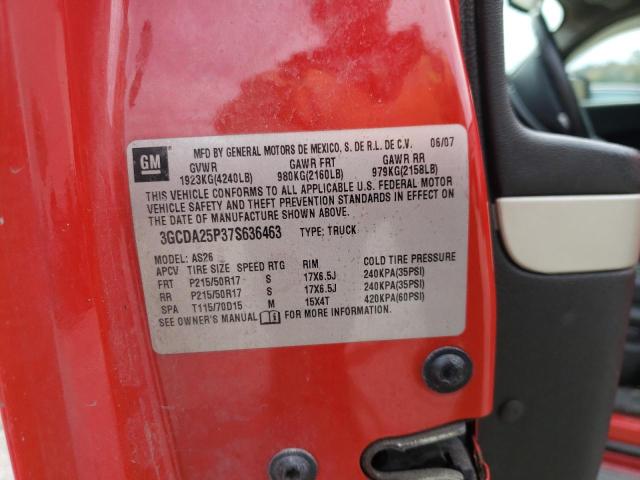 GM
MFD BY GENERAL MOTORS DE MEXICO, S. DE R.L. DE C.V. 06/07
GVWR GAWR FRT GAWR RR
1923KG(4240LB) 980KG(2160LB) 979KG(2158LB)
THIS VEHICLE CONFORMS TO ALL APPLICABLE U.S. FEDERAL MOTOR
VEHICLE SAFETY AND THEFT PREVENTION STANDARDS IN EFFECT ON
THE DATE OF MANUFACTURE SHOWN ABOVE.
3GCDA25P37S636463 TYPE; TRUCK
MODEL: AS26
APCV TIRE SIZE SPEED RTG RIM COLD TIRE PRESSURE
FRT P215/50R17 S 17X6.5J 240KPA(35PSI)
RR P215/50R17 S 17X6.5J 240KPA(35PSI)
SPA T115/70D15 M 15X4T 420KPA(60PSI)
SEE OWNER'S MANUAL FOR MORE INFORMATION